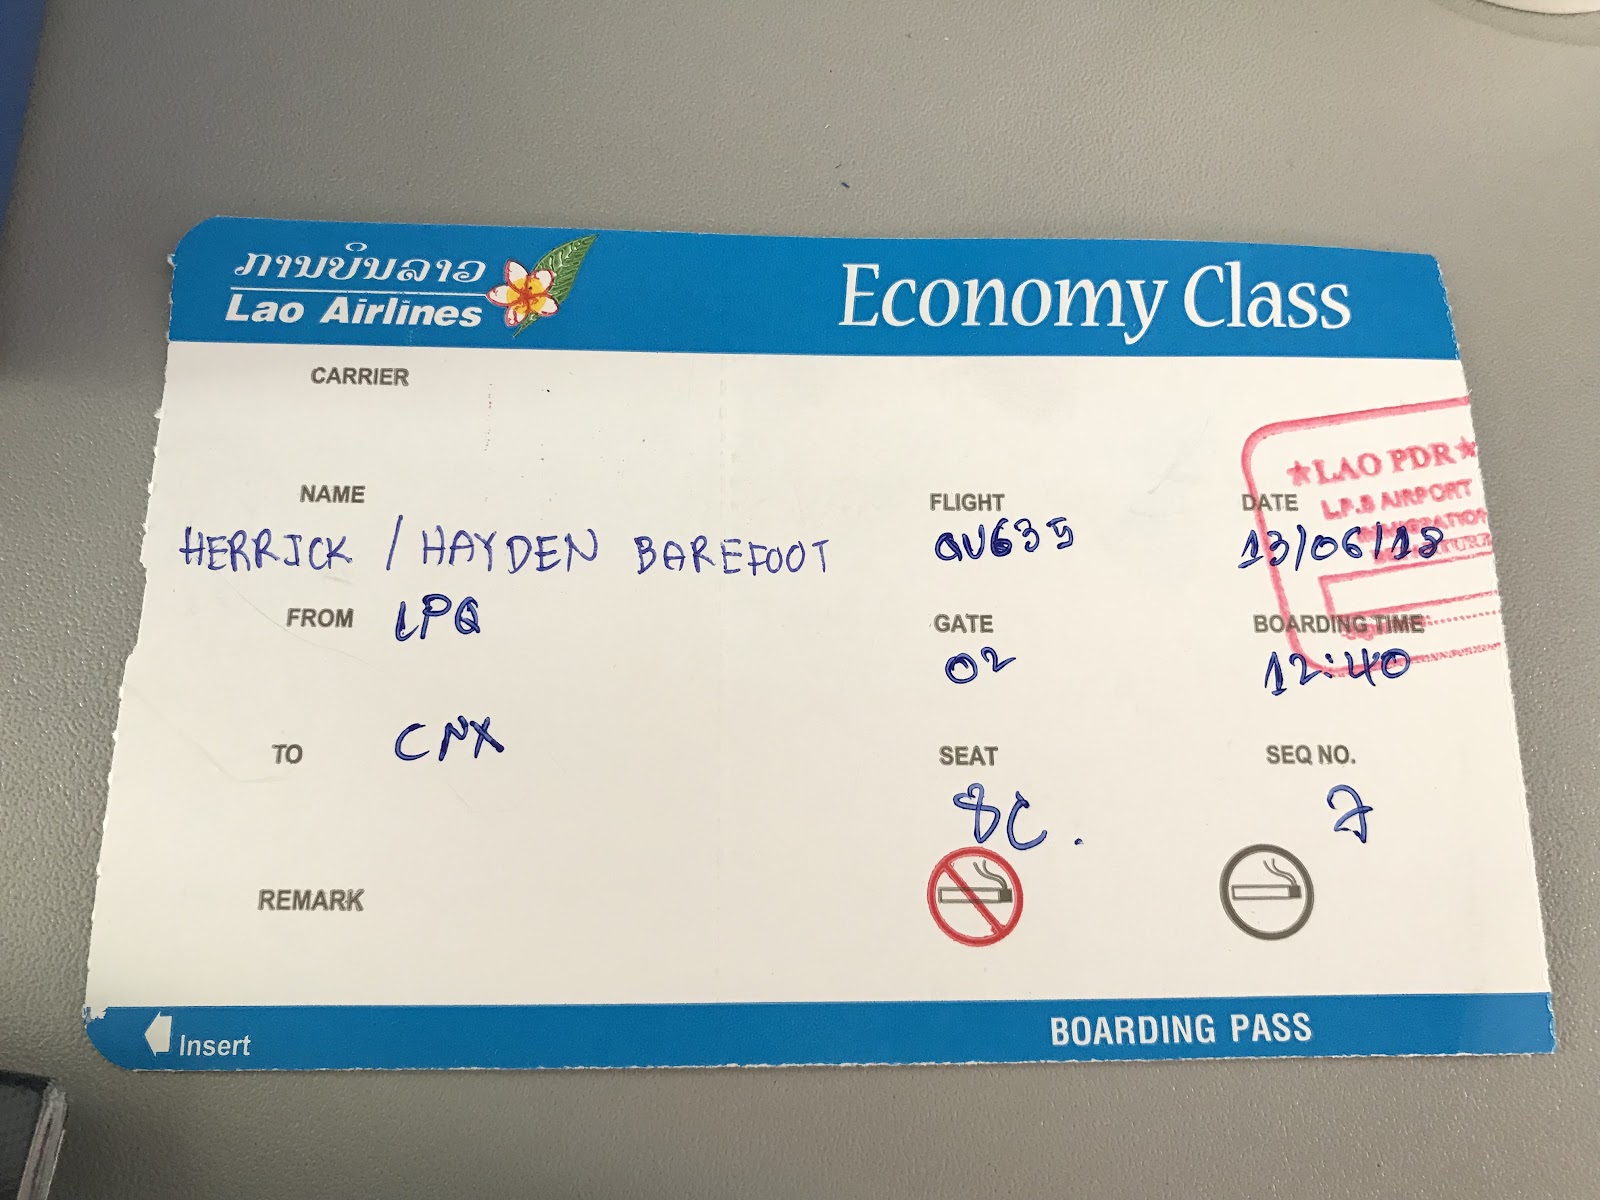 ການບິນລາວ
Lao Airlines
Economy Class
CARRIER
NAME
HERRICK / HAYDEN BAREFOOT
FROM LPQ
TO CNX
REMARK
FLIGHT
QV635
DATE
13/06/18
GATE
02
BOARDING TIME
12:40
SEAT
8C.
SEQ NO.
7
★LAO PDR★
L.P.B AIRPORT
IMMIGRATION
Insert
BOARDING PASS